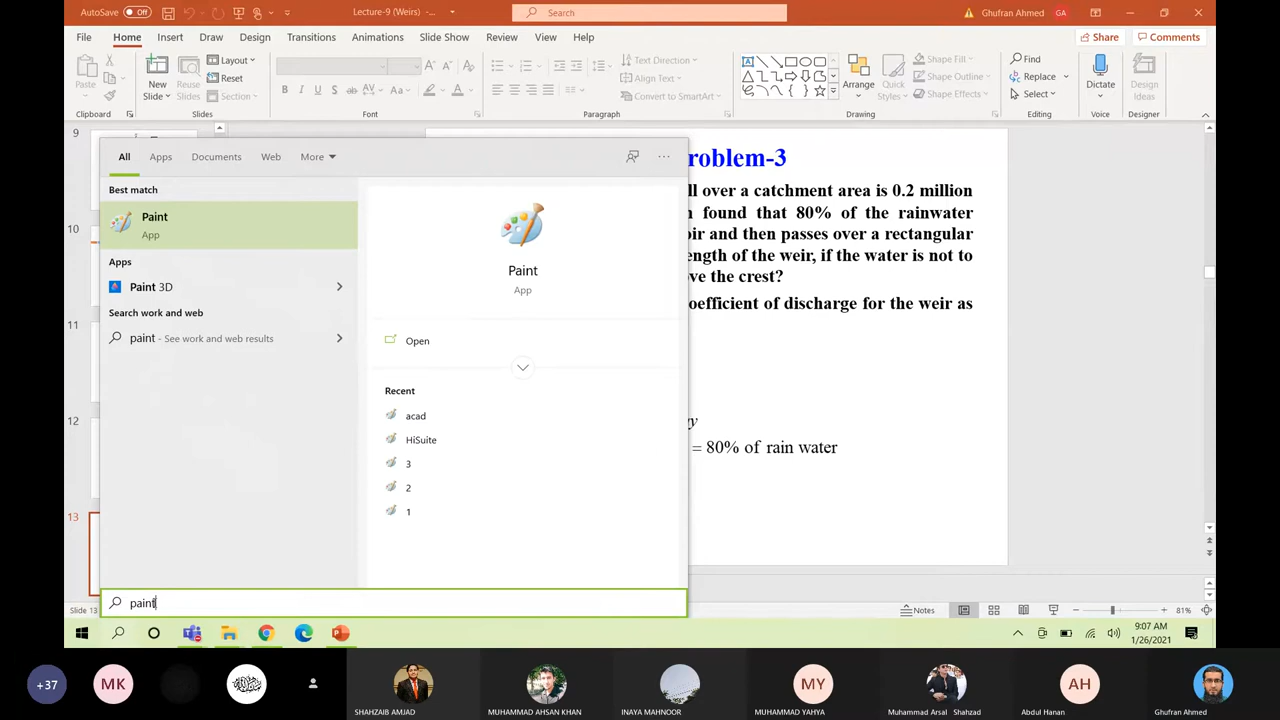 AutoSave Off Lecture-9 (Weirs) -... Search Ghufran Ahmed GA
File Home Insert Draw Design Transitions Animations Slide Show Review View Help Share Comments
Paste New Slide Reuse Slides Layout Reset Section
Text Direction Align Text Convert to SmartArt
Arrange Quick Styles Shape Fill Shape Outline Shape Effects
Find Replace Select Dictate Design Ideas
Clipboard Slides Font Paragraph Drawing Editing Voice Designer
9
10
11
12
13
All Apps Documents Web More
Best match
Paint
App
Apps
Paint 3D
Search work and web
paint - See work and web results
Paint
App
Open
Recent
acad
HiSuite
3
2
1
paint
roblem-3
ll over a catchment area is 0.2 million
n found that 80% of the rainwater
oir and then passes over a rectangular
ength of the weir, if the water is not to
ve the crest?
oefficient of discharge for the weir as
= 80% of rain water
Slide 13 Notes 81%
9:07 AM
1/26/2021
+37 MK MY AH
SHAHZAIB AMJAD MUHAMMAD AHSAN KHAN INAYA MAHNOOR MUHAMMAD YAHYA Muhammad Arsal Shahzad Abdul Hanan Ghufran Ahmed